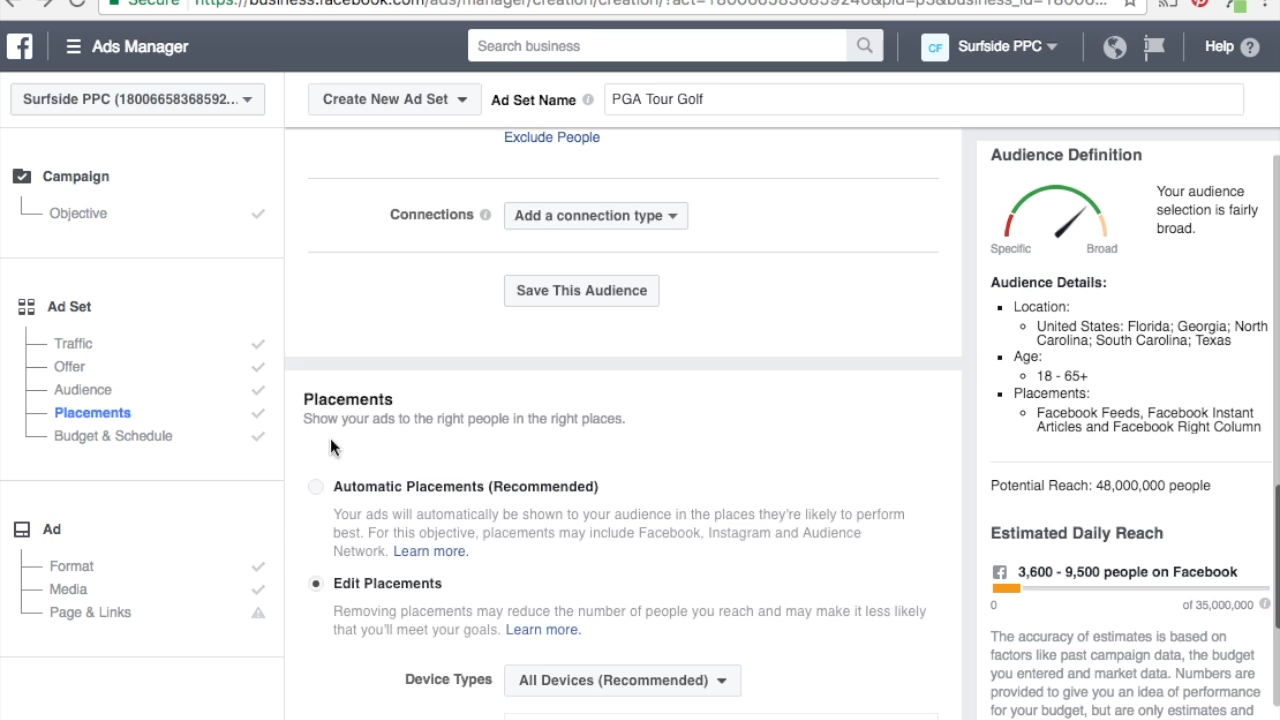 Secure
Ads Manager
Search business
CF
Surfside PPC
Help
Surfside PPC (18006658368592...
Create New Ad Set
Ad Set Name
PGA Tour Golf
Campaign
Objective
Ad Set
Traffic
Offer
Audience
Placements
Budget & Schedule
Ad
Format
Media
Page & Links
Exclude People
Connections
Add a connection type
Save This Audience
Placements
Show your ads to the right people in the right places.
Automatic Placements (Recommended)
Your ads will automatically be shown to your audience in the places they're likely to perform
best. For this objective, placements may include Facebook, Instagram and Audience
Network. Learn more.
Edit Placements
Removing placements may reduce the number of people you reach and may make it less likely
that you'll meet your goals. Learn more.
Device Types
All Devices (Recommended)
Audience Definition
Your audience
selection is fairly
broad.
Specific
Broad
Audience Details:
Location:
United States: Florida; Georgia; North
Carolina; South Carolina; Texas
Age:
18 - 65+
Placements:
Facebook Feeds, Facebook Instant
Articles and Facebook Right Column
Potential Reach: 48,000,000 people
Estimated Daily Reach
3,600 - 9,500 people on Facebook
0
of 35,000,000
The accuracy of estimates is based on
factors like past campaign data, the budget
you entered and market data. Numbers are
provided to give you an idea of performance
for your budget, but are only estimates and